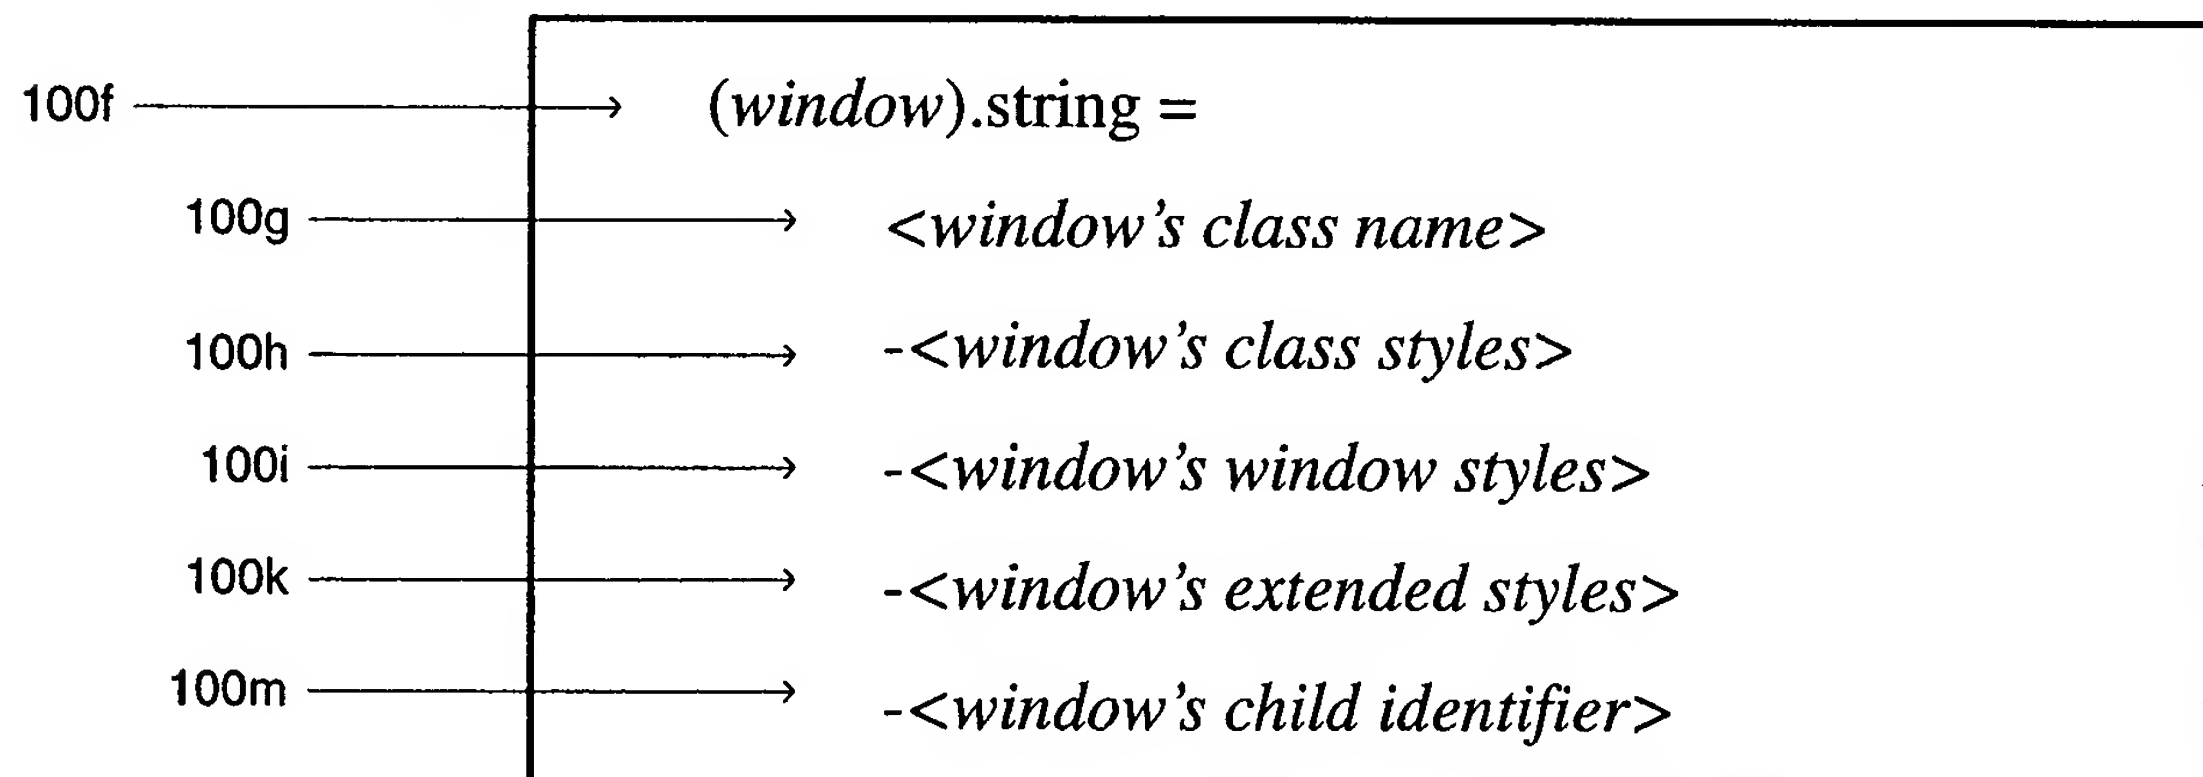 100f (window).string =
100g <window's class name>
100h -<window's class styles>
100i -<window's window styles>
100k -<window's extended styles>
100m -<window's child identifier>